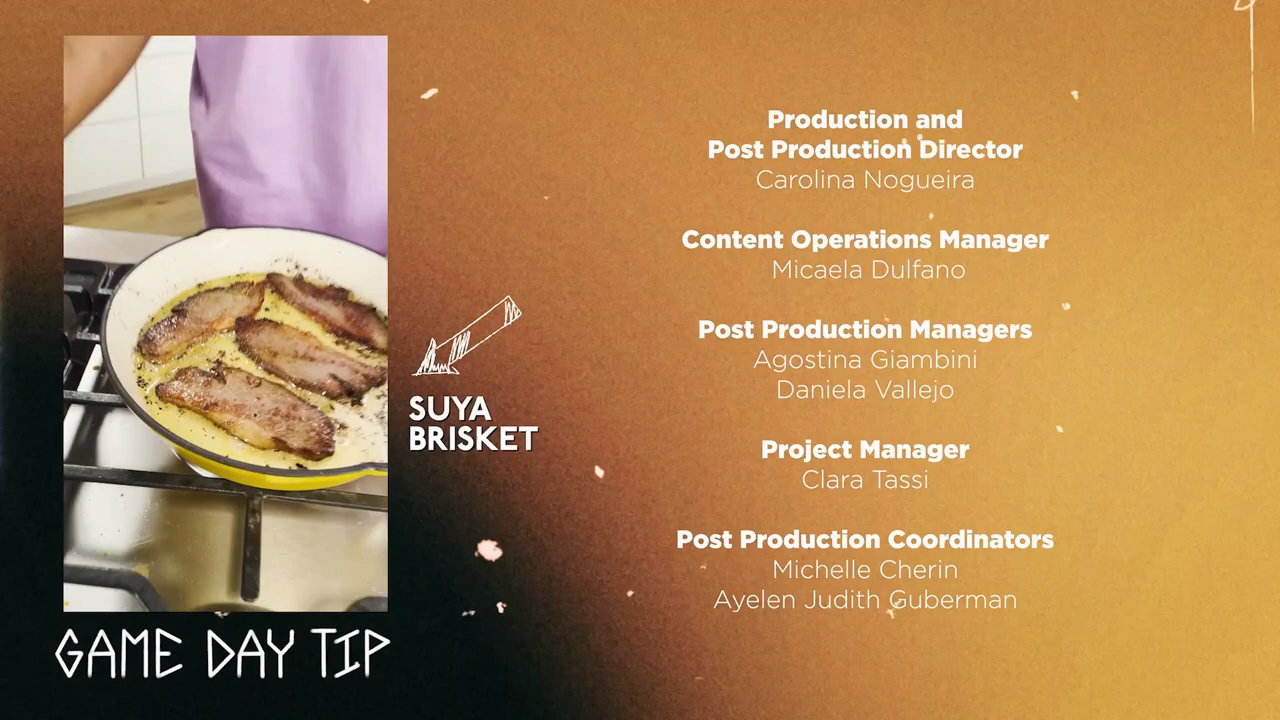 SUYA
BRISKET
GAME DAY TIP
Production and
Post Production Director
Carolina Nogueira
Content Operations Manager
Micaela Dulfano
Post Production Managers
Agostina Giambini
Daniela Vallejo
Project Manager
Clara Tassi
Post Production Coordinators
Michelle Cherin
Ayelen Judith Guberman